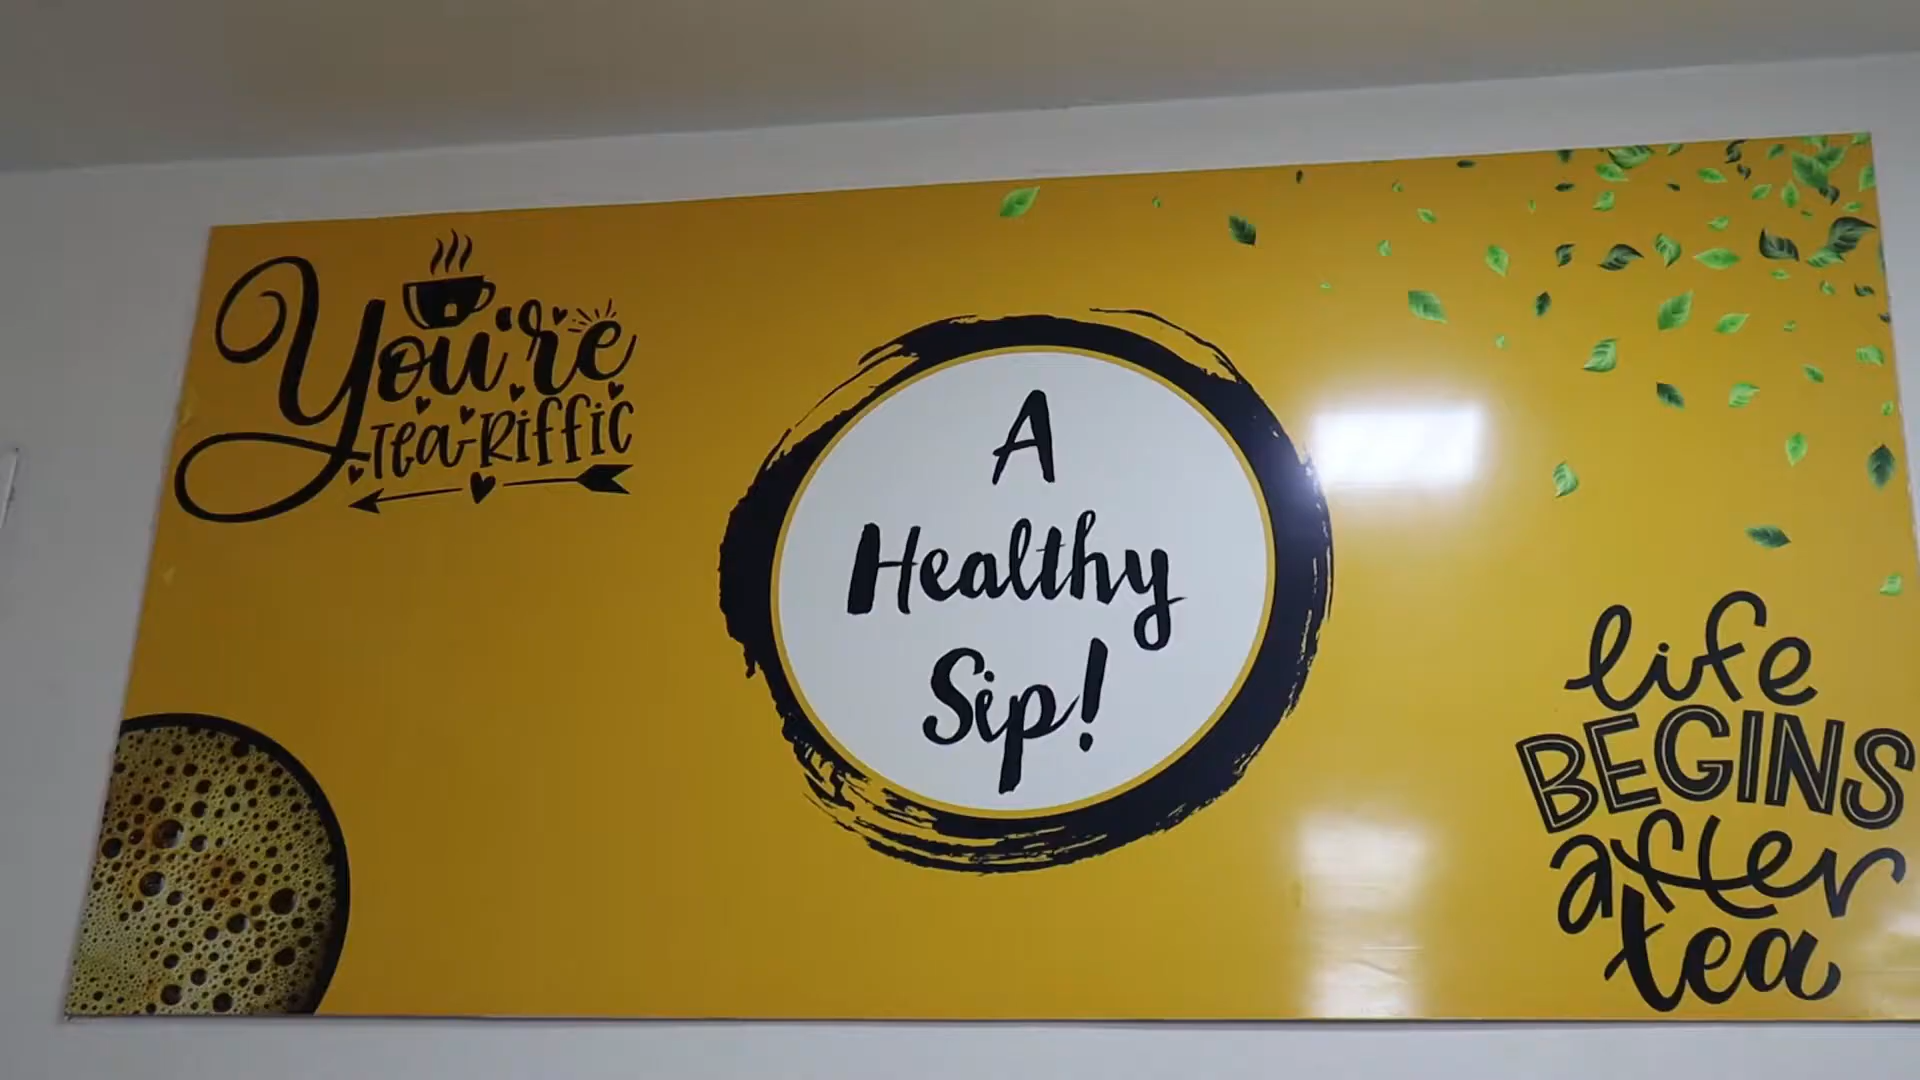 You're
Tea-Riffic
A
Healthy
Sip!
life
BEGINS
after
tea